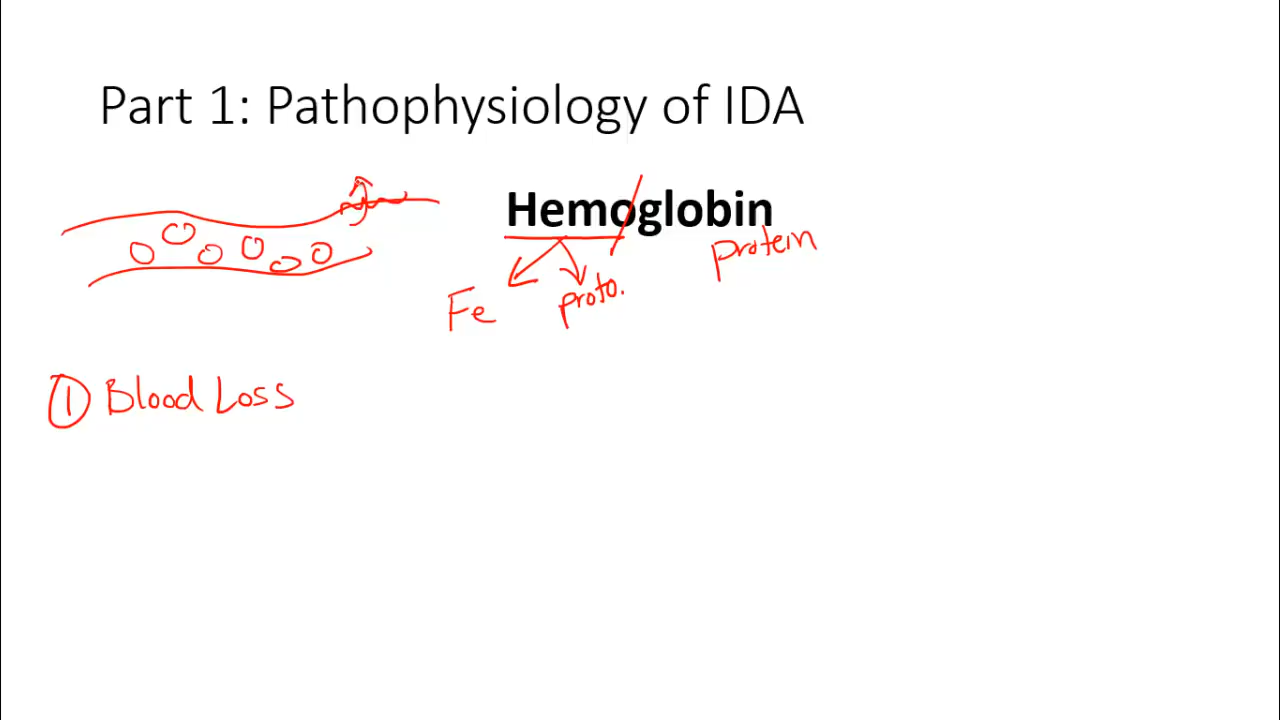 Part 1: Pathophysiology of IDA
Hemoglobin
protein
Fe proto.
① Blood Loss